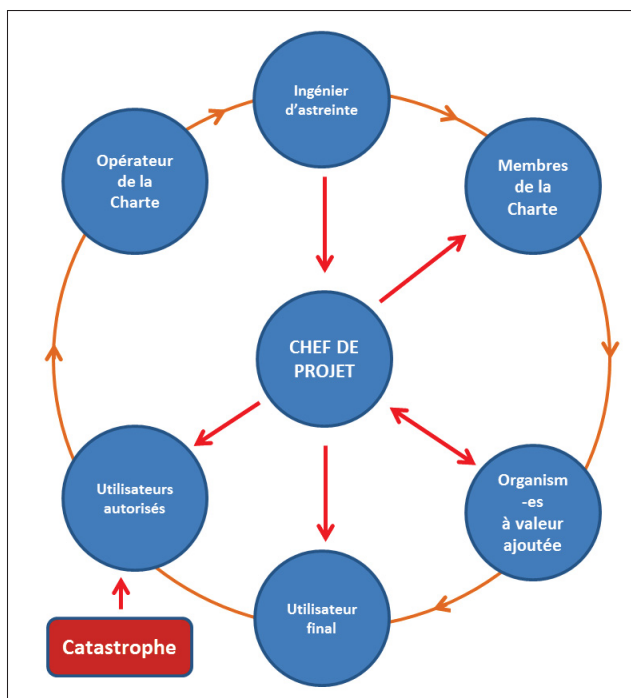 Ingénier
d'astreinte
Opérateur
de la
Charte
Membres
de la
Charte
CHEF DE
PROJET
Utilisateurs
autorisés
Organism
-es
à valeur
ajoutée
Utilisateur
final
Catastrophe